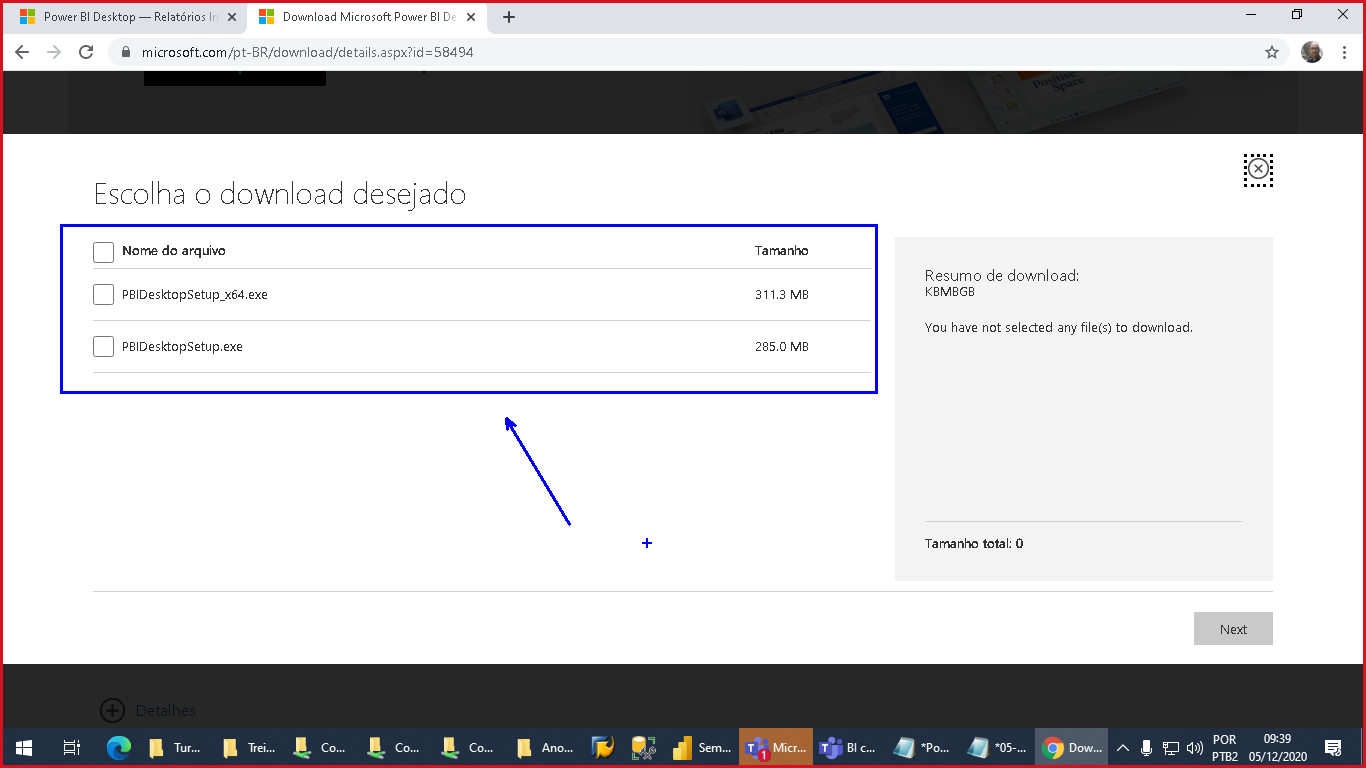 Power BI Desktop — Relatórios In
Download Microsoft Power BI De
microsoft.com/pt-BR/download/details.aspx?id=58494
Positive
Space
Escolha o download desejado
Nome do arquivo Tamanho
PBIDesktopSetup_x64.exe 311.3 MB
PBIDesktopSetup.exe 285.0 MB
Resumo de download:
KBMBGB
You have not selected any file(s) to download.
Tamanho total: 0
Next
Detalhes
Tur...
Trei...
Co...
Co...
Co...
Ano...
Sem...
1
Micr...
BI c...
*Po...
*05-...
Dow...
POR
PTB2
09:39
05/12/2020